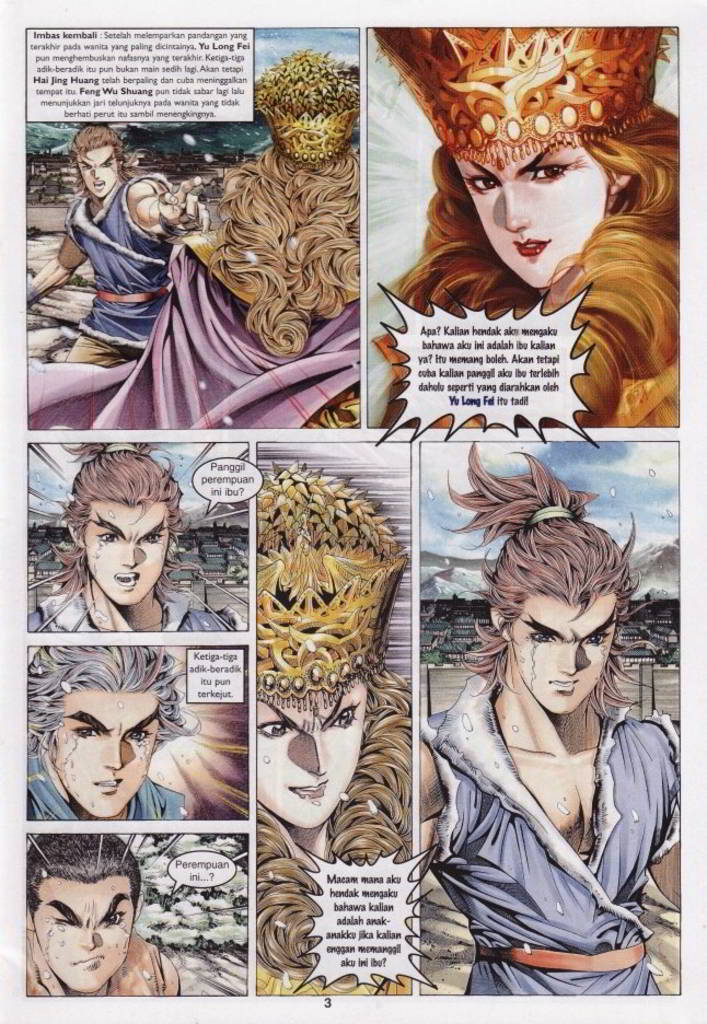 Imbas kembali : Setelah melemparkan pandangan yang
terakhir pada wanita yang paling dicintainya, Yu Long Fei
pun menghembuskan nafasnya yang terakhir. Ketiga-tiga
adik-beradik itu pun bukan main sedih lagi. Akan tetapi
Hai Jing Huang telah berpaling dan cuba meninggalkan
tempat itu. Feng Wu Shuang pun tidak sabar lagi lalu
menunjukkan jari telunjuknya pada wanita yang tidak
berhati perut itu sambil menengkingnya.
Apa? Kalian hendak aku mengaku
bahawa aku ini adalah ibu kalian
ya? Itu memang boleh. Akan tetapi
cuba kalian panggil aku ibu terlebih
dahulu seperti yang diarahkan oleh
Yu Long Fei itu tadi!
Panggil
perempuan
ini ibu?
Ketiga-tiga
adik-beradik
itu pun
terkejut.
Perempuan
ini...?
Macam mana aku
hendak mengaku
bahawa kalian
adalah anak-
anakku jika kalian
enggan memanggil
aku ibu?
3